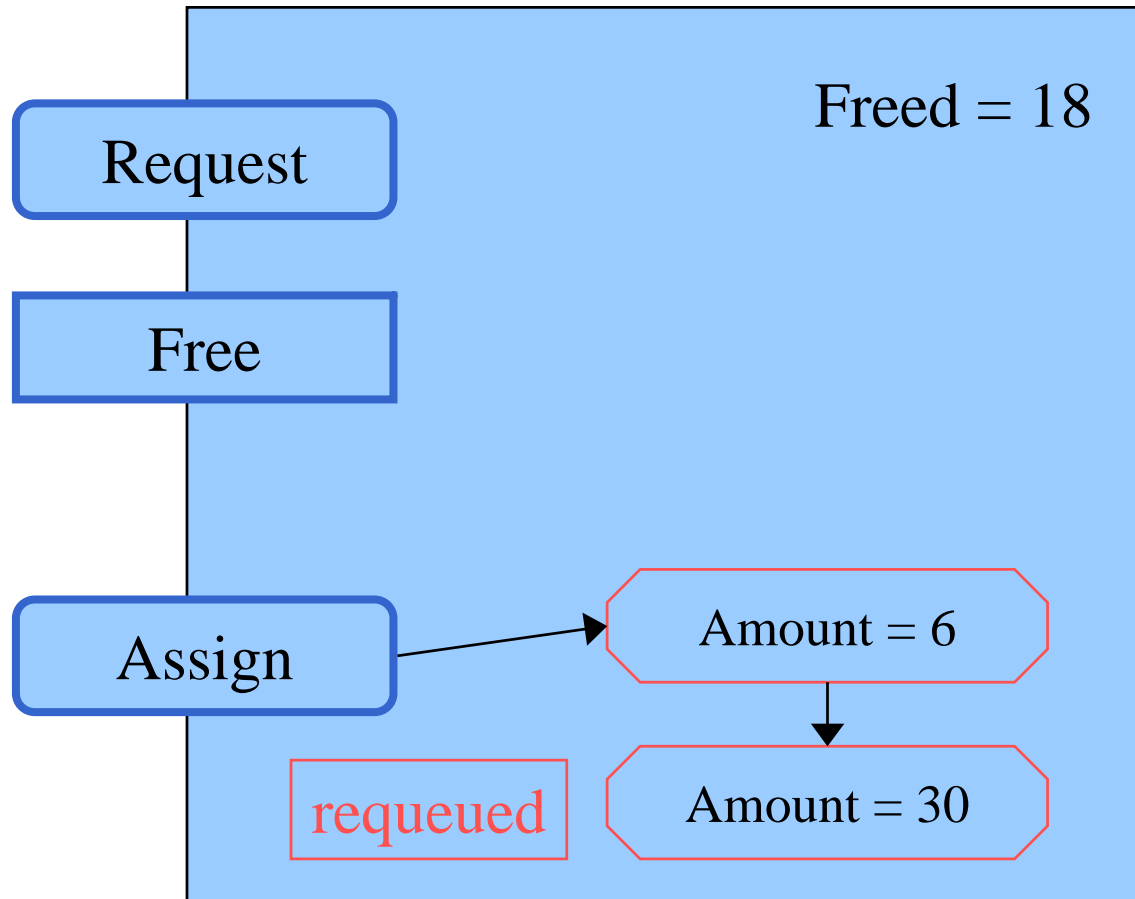 Freed = 18
Request
Free
Assign
Amount = 6
requeued
Amount = 30